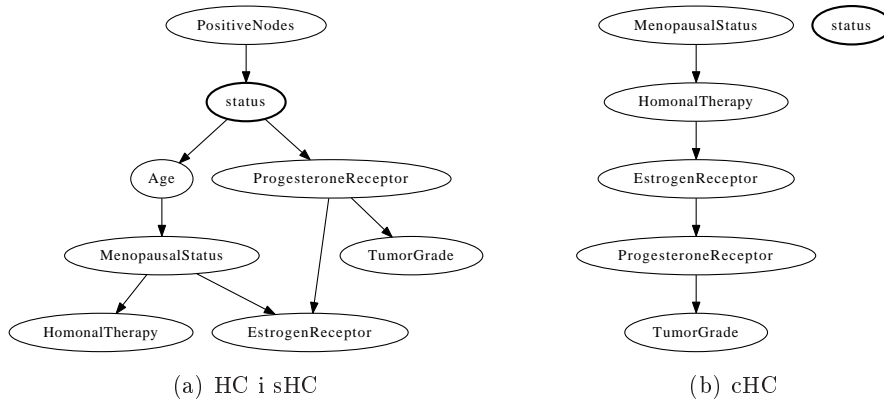 PositiveNodes
status
Age
ProgesteroneReceptor
MenopausalStatus
TumorGrade
HomonalTherapy
EstrogenReceptor
(a) HC i sHC
MenopausalStatus
status
HomonalTherapy
EstrogenReceptor
ProgesteroneReceptor
TumorGrade
(b) cHC